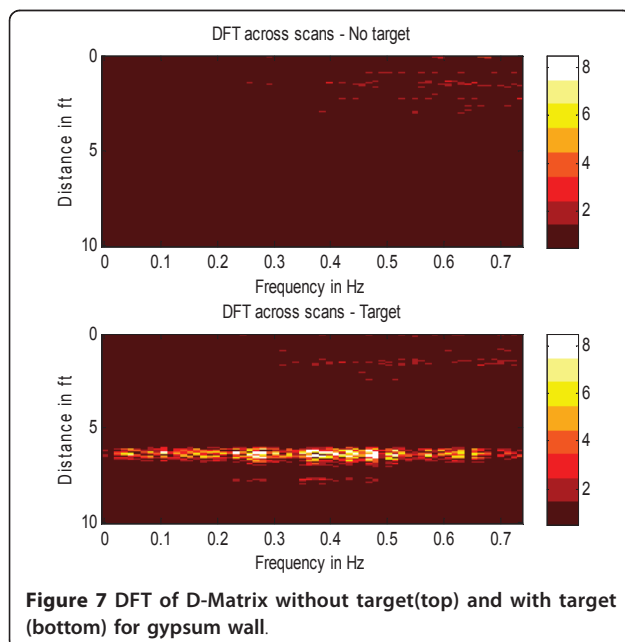 DFT across scans - No target
0
5
10
Distance in ft
0 0.1 0.2 0.3 0.4 0.5 0.6 0.7
Frequency in Hz
8
6
4
2
DFT across scans - Target
0
5
10
Distance in ft
0 0.1 0.2 0.3 0.4 0.5 0.6 0.7
Frequency in Hz
8
6
4
2
Figure 7 DFT of D-Matrix without target(top) and with target
(bottom) for gypsum wall.